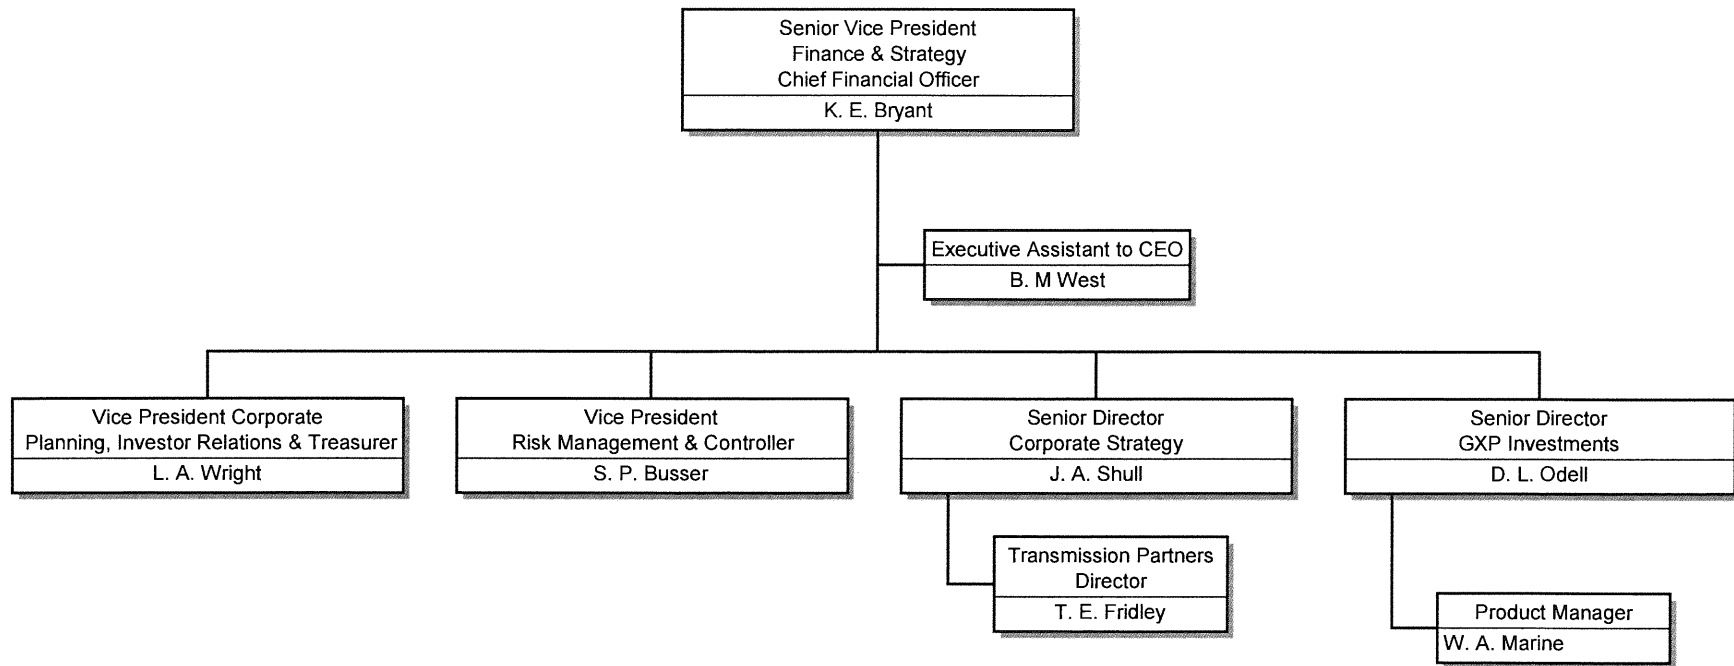 Senior Vice President
Finance & Strategy
Chief Financial Officer
K. E. Bryant
Executive Assistant to CEO
B. M West
Vice President Corporate
Planning, Investor Relations & Treasurer
L. A. Wright
Vice President
Risk Management & Controller
S. P. Busser
Senior Director
Corporate Strategy
J. A. Shull
Senior Director
GXP Investments
D. L. Odell
Transmission Partners
Director
T. E. Fridley
Product Manager
W. A. Marine